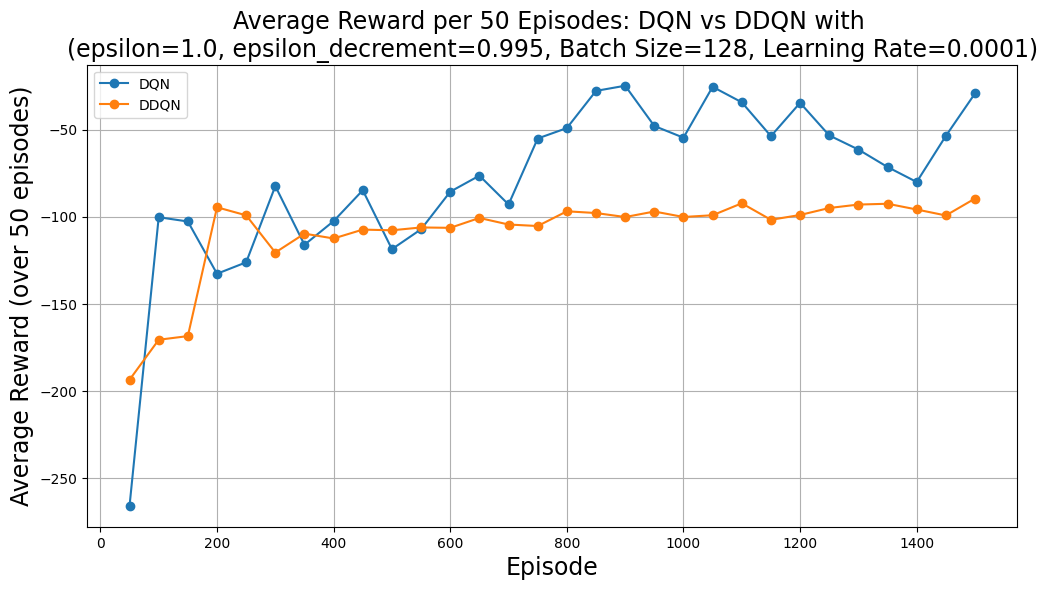 Average Reward per 50 Episodes: DQN vs DDQN with
(epsilon=1.0, epsilon_decrement=0.995, Batch Size=128, Learning Rate=0.0001)
DQN
DDQN
Average Reward (over 50 episodes)
−50
−100
−150
−200
−250
0 200 400 600 800 1000 1200 1400
Episode